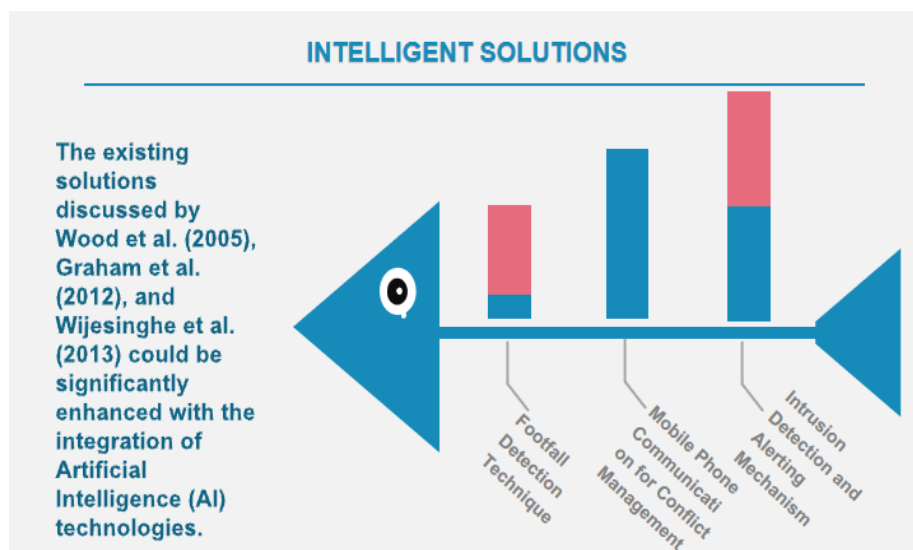 INTELLIGENT SOLUTIONS
The existing
solutions
discussed by
Wood et al. (2005),
Graham et al.
(2012), and
Wijesinghe et al.
(2013) could be
significantly
enhanced with the
integration of
Artificial
Intelligence (AI)
technologies.
Footfall
Detection
Technique
Mobile Phone
Communicati
on for Conflict
Management
Intrusion
Detection and
Alerting
Mechanism